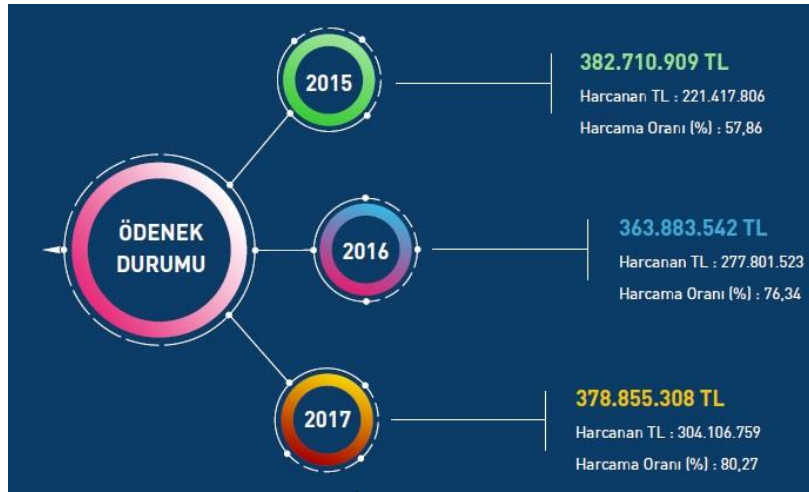 ÖDENEK
DURUMU
2015
382.710.909 TL
Harcanan TL : 221.417.806
Harcama Oranı (%) : 57,86
2016
363.883.542 TL
Harcanan TL : 277.801.523
Harcama Oranı (%) : 76,34
2017
378.855.308 TL
Harcanan TL : 304.106.759
Harcama Oranı (%) : 80,27